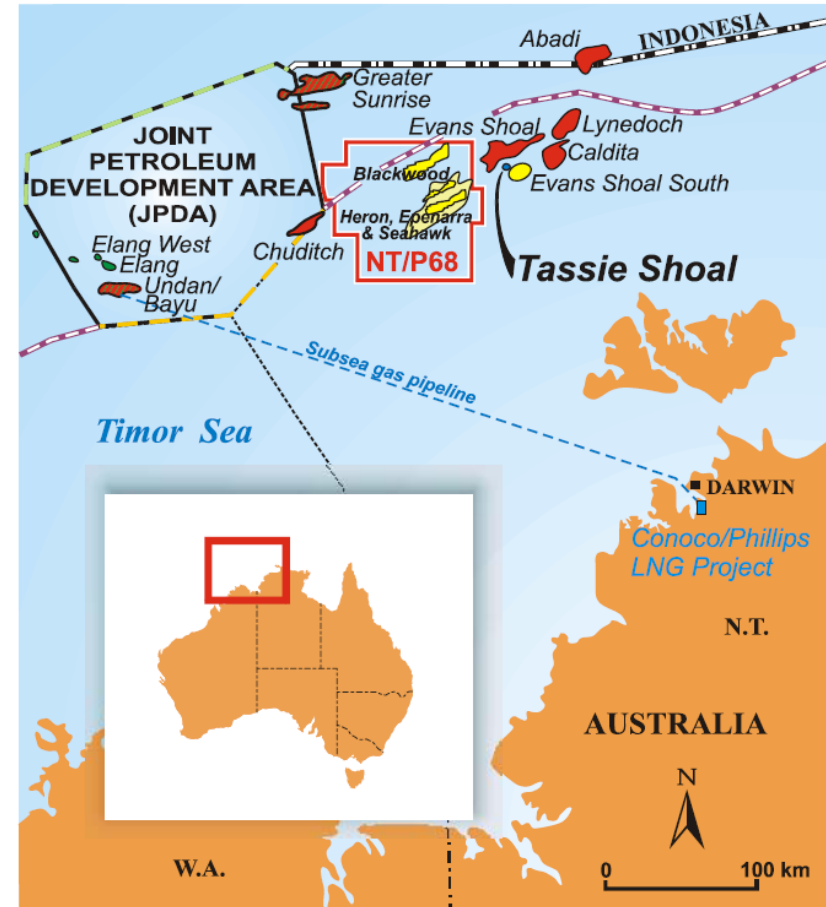 Abadi
INDONESIA
Greater
Sunrise
Evans Shoal
Lynedoch
JOINT
PETROLEUM
DEVELOPMENT AREA
(JPDA)
Caldita
Blackwood
Evans Shoal South
Heron, Epenarra
& Seahawk
Chuditch
NT/P68
Tassie Shoal
Elang West
Elang
Undan/
Bayu
Subsea gas pipeline
Timor Sea
DARWIN
Conoco/Phillips
LNG Project
N.T.
AUSTRALIA
N
W.A.
0 100 km